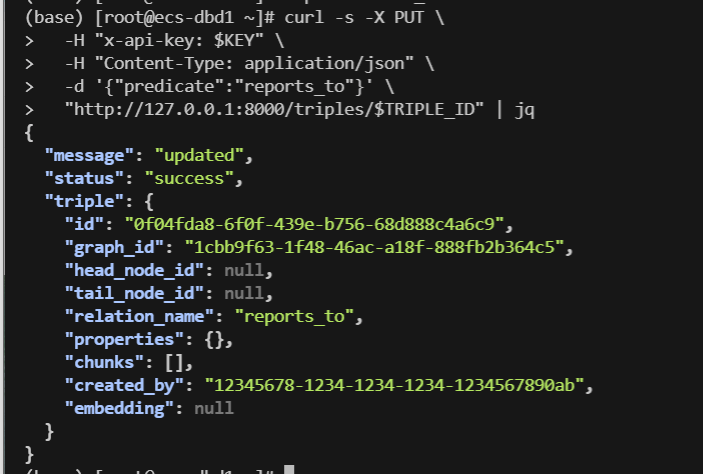 (base) [root@ecs-dbd1 ~]# curl -s -X PUT \
>   -H "x-api-key: $KEY" \
>   -H "Content-Type: application/json" \
>   -d '{"predicate":"reports_to"}' \
>   "http://127.0.0.1:8000/triples/$TRIPLE_ID" | jq
{
  "message": "updated",
  "status": "success",
  "triple": {
    "id": "0f04fda8-6f0f-439e-b756-68d888c4a6c9",
    "graph_id": "1cbb9f63-1f48-46ac-a18f-888fb2b364c5",
    "head_node_id": null,
    "tail_node_id": null,
    "relation_name": "reports_to",
    "properties": {},
    "chunks": [],
    "created_by": "12345678-1234-1234-1234-1234567890ab",
    "embedding": null
  }
}